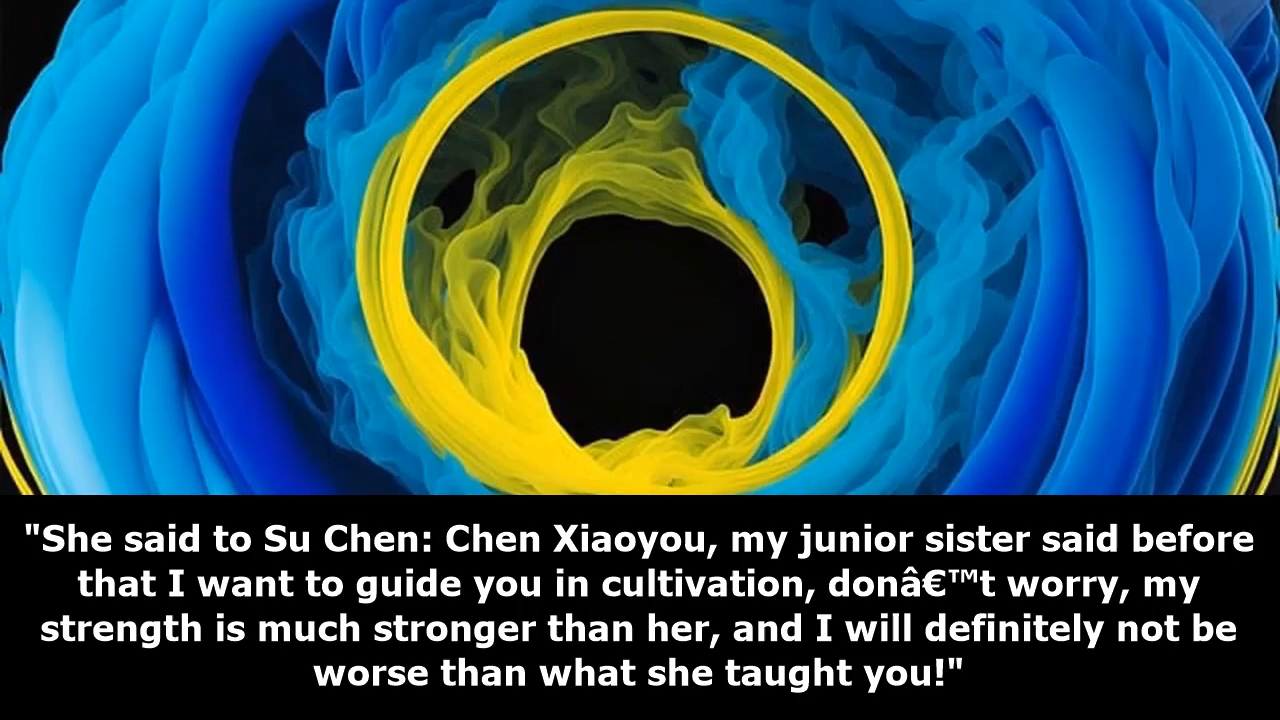 "She said to Su Chen: Chen Xiaoyou, my junior sister said before
that I want to guide you in cultivation, donâ€™t worry, my
strength is much stronger than her, and I will definitely not be
worse than what she taught you!"